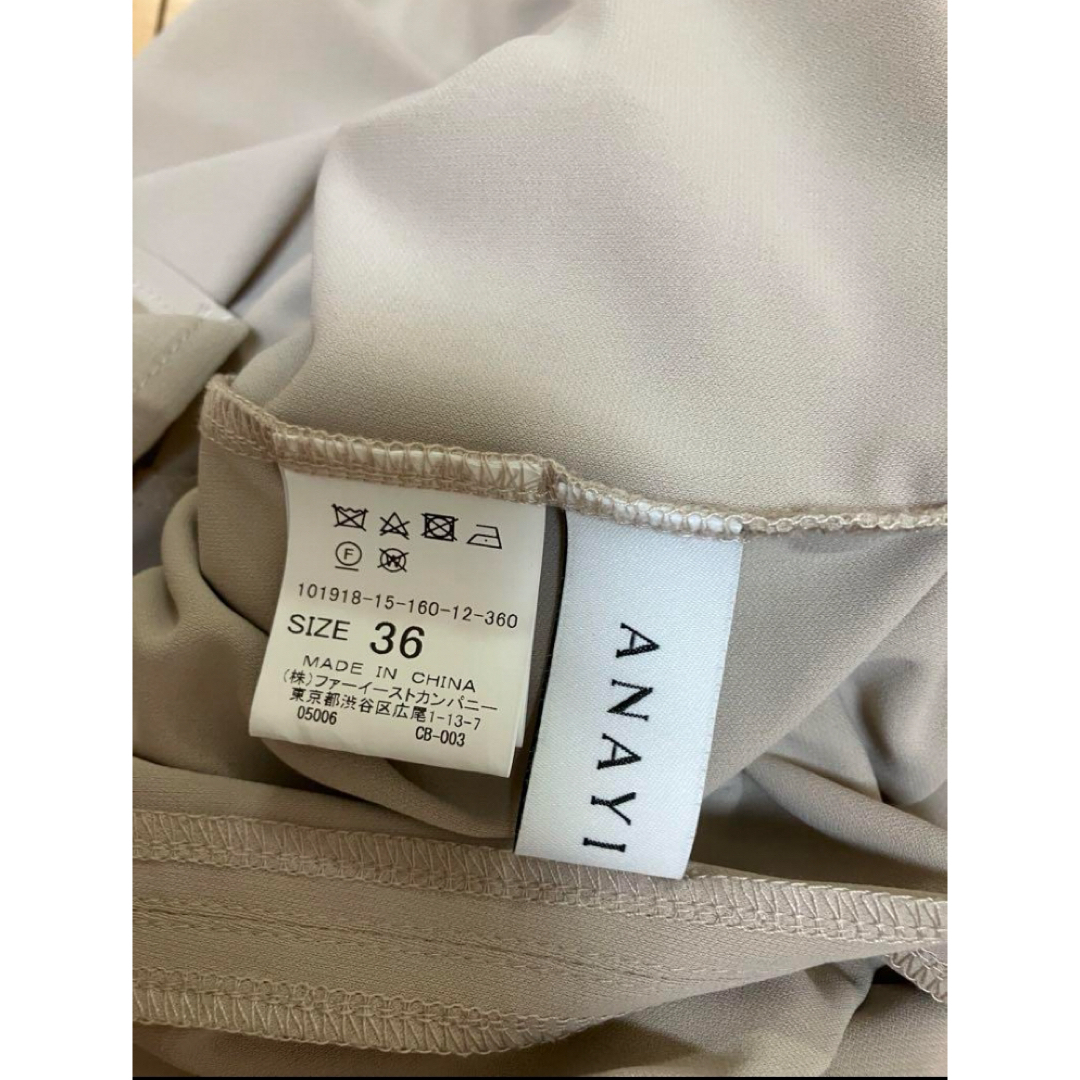 F
W
101918-15-160-12-360
SIZE 36
MADE IN CHINA
(株)ファーイーストカンパニー
東京都渋谷区広尾1-13-7
05006 CB-003
ANAYI